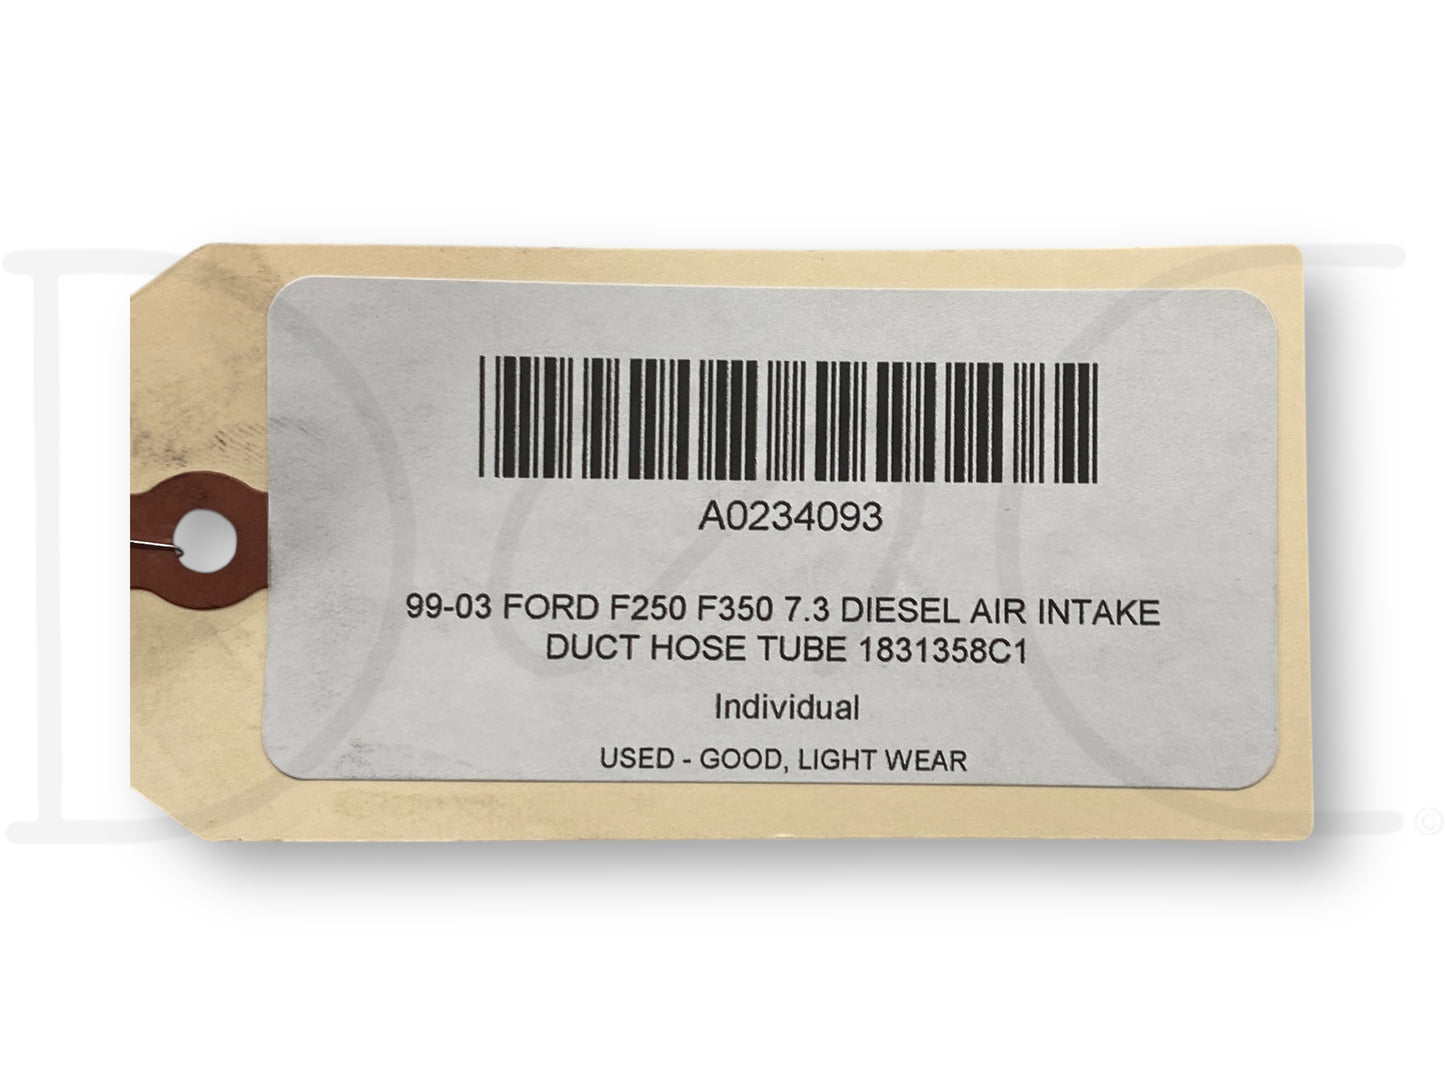 A0234093
99-03 FORD F250 F350 7.3 DIESEL AIR INTAKE
DUCT HOSE TUBE 1831358C1
Individual
USED - GOOD, LIGHT WEAR
©